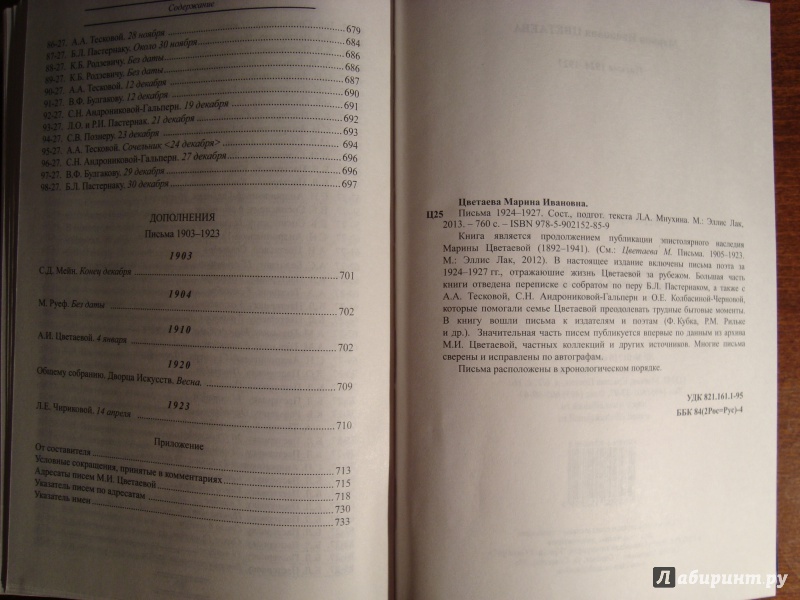 Содержание
86-27. А.А. Тесковой. 28 ноября 679
87-27. Б.Л. Пастернаку. Около 30 ноября 684
88-27. К.Б. Родзевичу. Без даты 686
89-27. К.Б. Родзевичу. Без даты 686
90-27. А.А. Тесковой. 12 декабря 687
91-27. В.Ф. Булгакову. 12 декабря 690
92-27. С.Н. Андрониковой-Гальперн. 19 декабря 691
93-27. Л.О. и Р.И. Пастернак. 21 декабря 692
94-27. С.В. Познеру. 23 декабря 693
95-27. А.А. Тесковой. Сочельник <24 декабря> 694
96-27. С.Н. Андрониковой-Гальперн. 27 декабря 696
97-27. В.Ф. Булгакову. 29 декабря 696
98-27. Б.Л. Пастернаку. 30 декабря 697
ДОПОЛНЕНИЯ
Письма 1903–1923
1903
С.Д. Мейн. Конец декабря 701
1904
М. Руеф. Без даты 702
1910
А.И. Цветаевой. 4 января 702
1920
Общему собранию. Дворца Искусств. Весна. 709
1923
Л.Е. Чириковой. 14 апреля 710
Приложение
От составителя 713
Условные сокращения, принятые в комментариях 715
Адресаты писем М.И. Цветаевой 718
Указатель писем по адресатам 730
Указатель имен 733
Цветаева Марина Ивановна.
Ц25 Письма 1924–1927. Сост., подгот. текста Л.А. Мнухина. М.: Эллис Лак,
2013. – 760 с. – ISBN 978-5-902152-85-9
Книга является продолжением публикации эпистолярного наследия
Марины Цветаевой (1892–1941). (См.: Цветаева М. Письма. 1905–1923.
М.: Эллис Лак, 2012). В настоящее издание включены письма поэта за
1924–1927 гг., отражающие жизнь Цветаевой за рубежом. Большая часть
книги отведена переписке с собратом по перу Б.Л. Пастернаком, а также с
А.А. Тесковой, С.Н. Андрониковой-Гальперн и О.Е. Колбасиной-Черновой,
которые помогали семье Цветаевой преодолевать трудные бытовые моменты.
В книгу вошли письма к издателям и поэтам (Ф. Кубка, Р.М. Рильке
и др.). Значительная часть писем публикуется впервые по данным из архива
М.И. Цветаевой, частных коллекций и других источников. Многие письма
сверены и исправлены по автографам.
Письма расположены в хронологическом порядке.
УДК 821.161.1-95
ББК 84(2Рос=Рус)-4
Лабиринт.ру